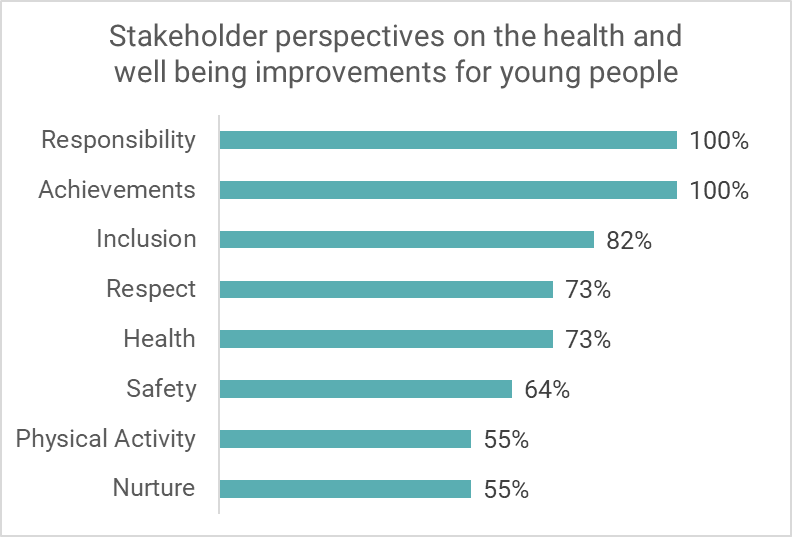 Stakeholder perspectives on the health and
well being improvements for young people
Responsibility 100%
Achievements 100%
Inclusion 82%
Respect 73%
Health 73%
Safety 64%
Physical Activity 55%
Nurture 55%